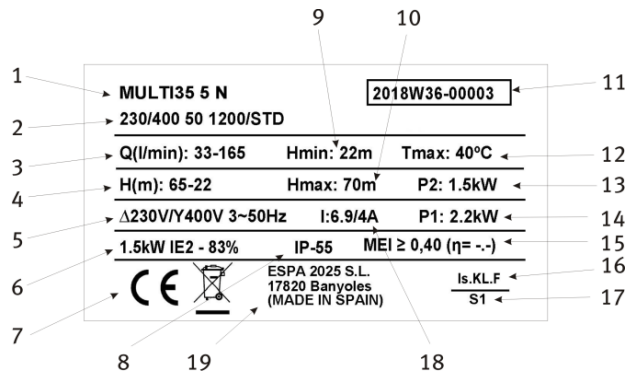 9
10
1
MULTI35 5 N
2018W36-00003
11
2
230/400 50 1200/STD
3
Q(l/min): 33-165 Hmin: 22m Tmax: 40ºC
12
4
H(m): 65-22 Hmax: 70m P2: 1.5kW
13
5
Δ230V/Y400V 3~50Hz I:6.9/4A P1: 2.2kW
14
6
1.5kW IE2 - 83% IP-55 MEI ≥ 0,40 (η= -.-)
15
7
CE
ESPA 2025 S.L.
17820 Banyoles
(MADE IN SPAIN)
Is.KL.F
16
S1
17
8
19
18